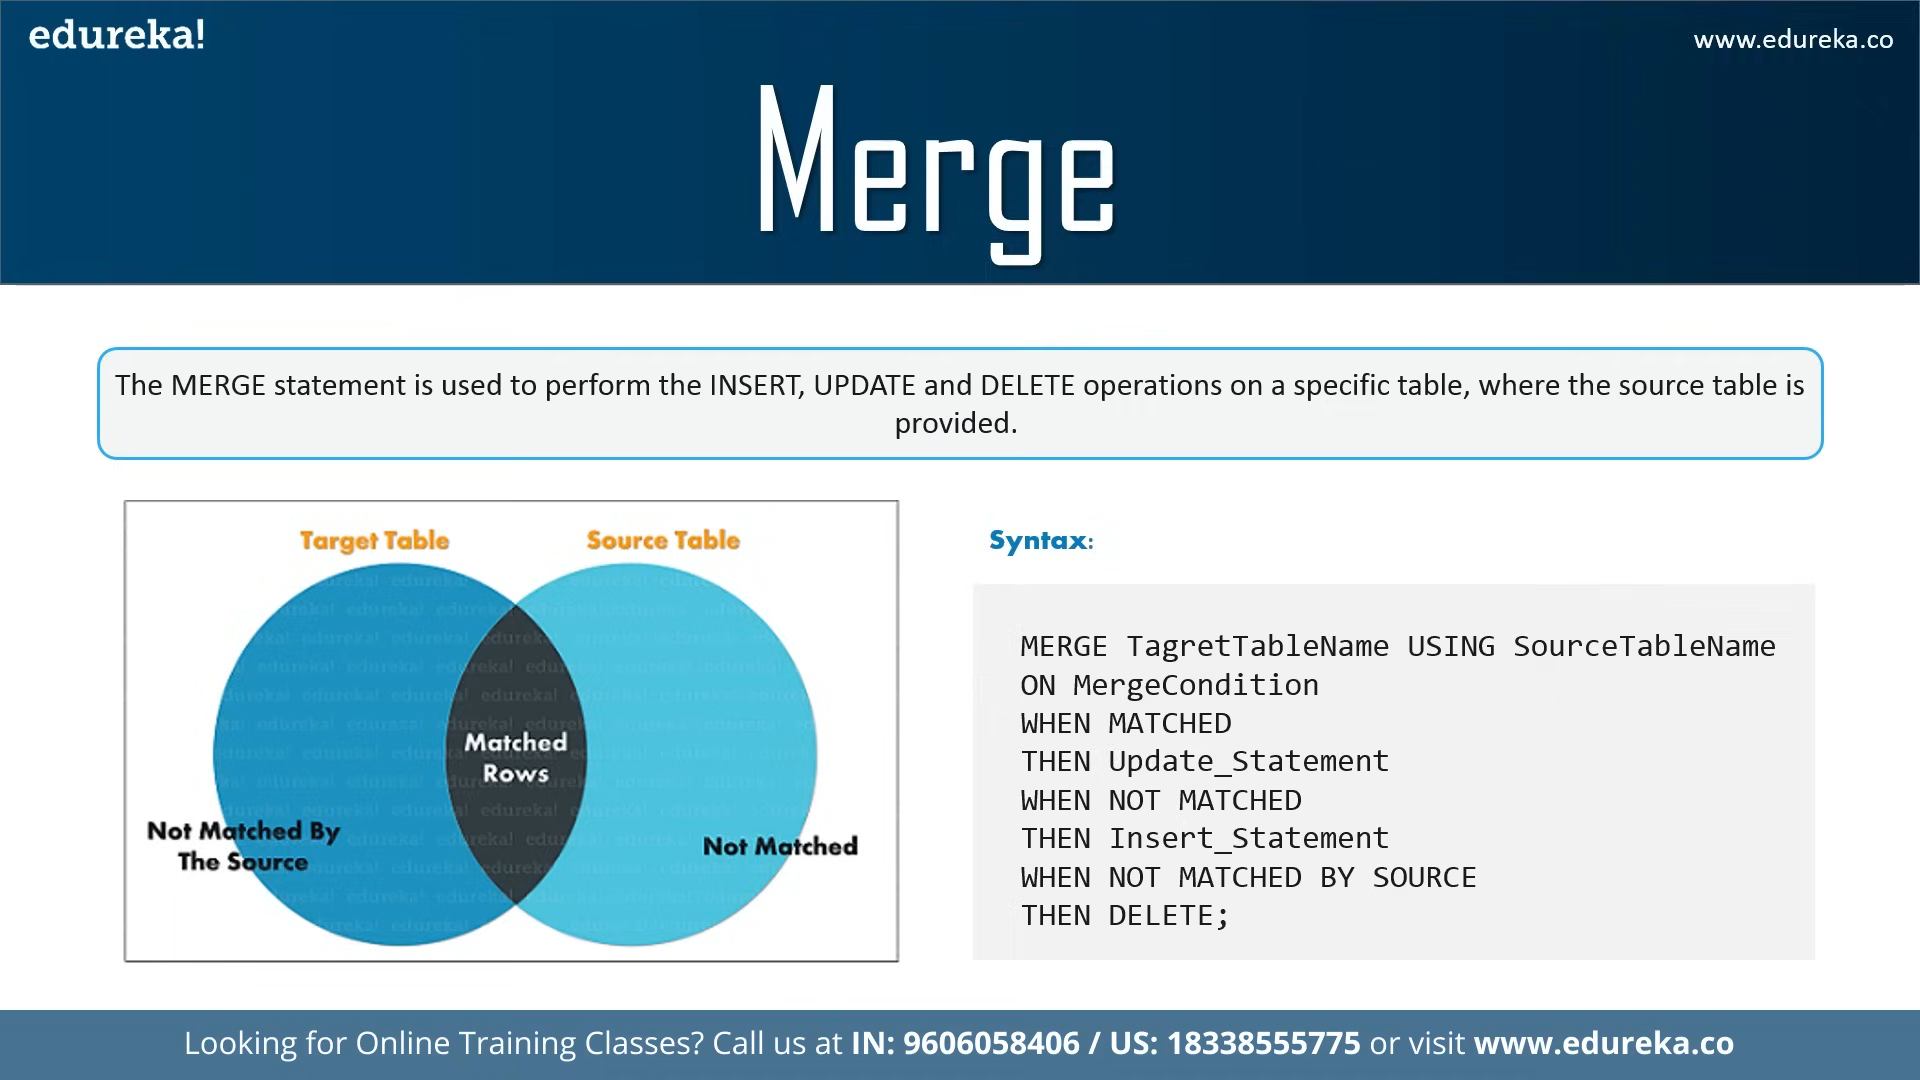 edureka!
www.edureka.co
Merge
The MERGE statement is used to perform the INSERT, UPDATE and DELETE operations on a specific table, where the source table is
provided.
Target Table
Source Table
Matched
Rows
Not Matched By
The Source
Not Matched
Syntax:
MERGE TagretTableName USING SourceTableName
ON MergeCondition
WHEN MATCHED
THEN Update_Statement
WHEN NOT MATCHED
THEN Insert_Statement
WHEN NOT MATCHED BY SOURCE
THEN DELETE;
Looking for Online Training Classes? Call us at IN: 9606058406 / US: 18338555775 or visit www.edureka.co